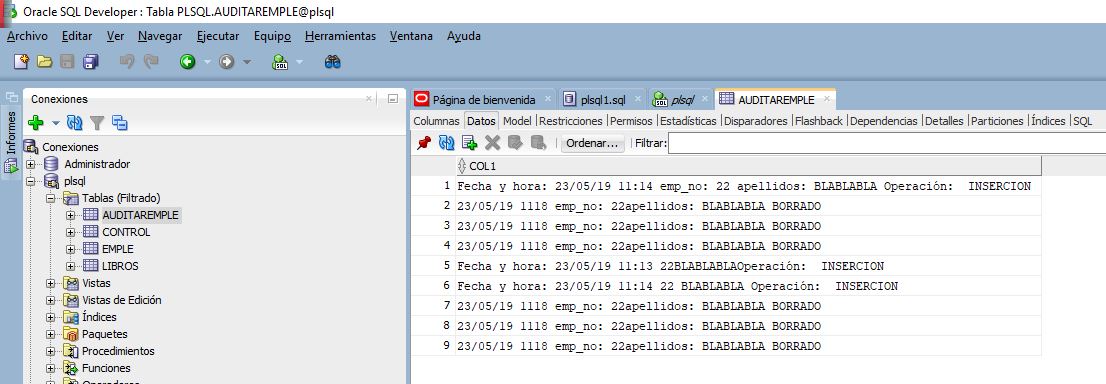 Oracle SQL Developer : Tabla PLSQL.AUDITAREMPLE@plsql
Archivo Editar Ver Navegar Ejecutar Equipo Herramientas Ventana Ayuda
Informes
Conexiones
Conexiones
Administrador
plsql
Tablas (Filtrado)
AUDITAREMPLE
CONTROL
EMPLE
LIBROS
Vistas
Vistas de Edición
Índices
Paquetes
Procedimientos
Funciones
Operadores
Página de bienvenida plsql1.sql plsql AUDITAREMPLE
Columnas Datos Model Restricciones Permisos Estadísticas Disparadores Flashback Dependencias Detalles Particiones Índices SQL
Ordenar... Filtrar:
COL1
1 Fecha y hora: 23/05/19 11:14 emp_no: 22 apellidos: BLABLABLA Operación: INSERCION
2 23/05/19 1118 emp_no: 22apellidos: BLABLABLA BORRADO
3 23/05/19 1118 emp_no: 22apellidos: BLABLABLA BORRADO
4 23/05/19 1118 emp_no: 22apellidos: BLABLABLA BORRADO
5 Fecha y hora: 23/05/19 11:13 22BLABLABLAOperación: INSERCION
6 Fecha y hora: 23/05/19 11:14 22 BLABLABLA Operación: INSERCION
7 23/05/19 1118 emp_no: 22apellidos: BLABLABLA BORRADO
8 23/05/19 1118 emp_no: 22apellidos: BLABLABLA BORRADO
9 23/05/19 1118 emp_no: 22apellidos: BLABLABLA BORRADO